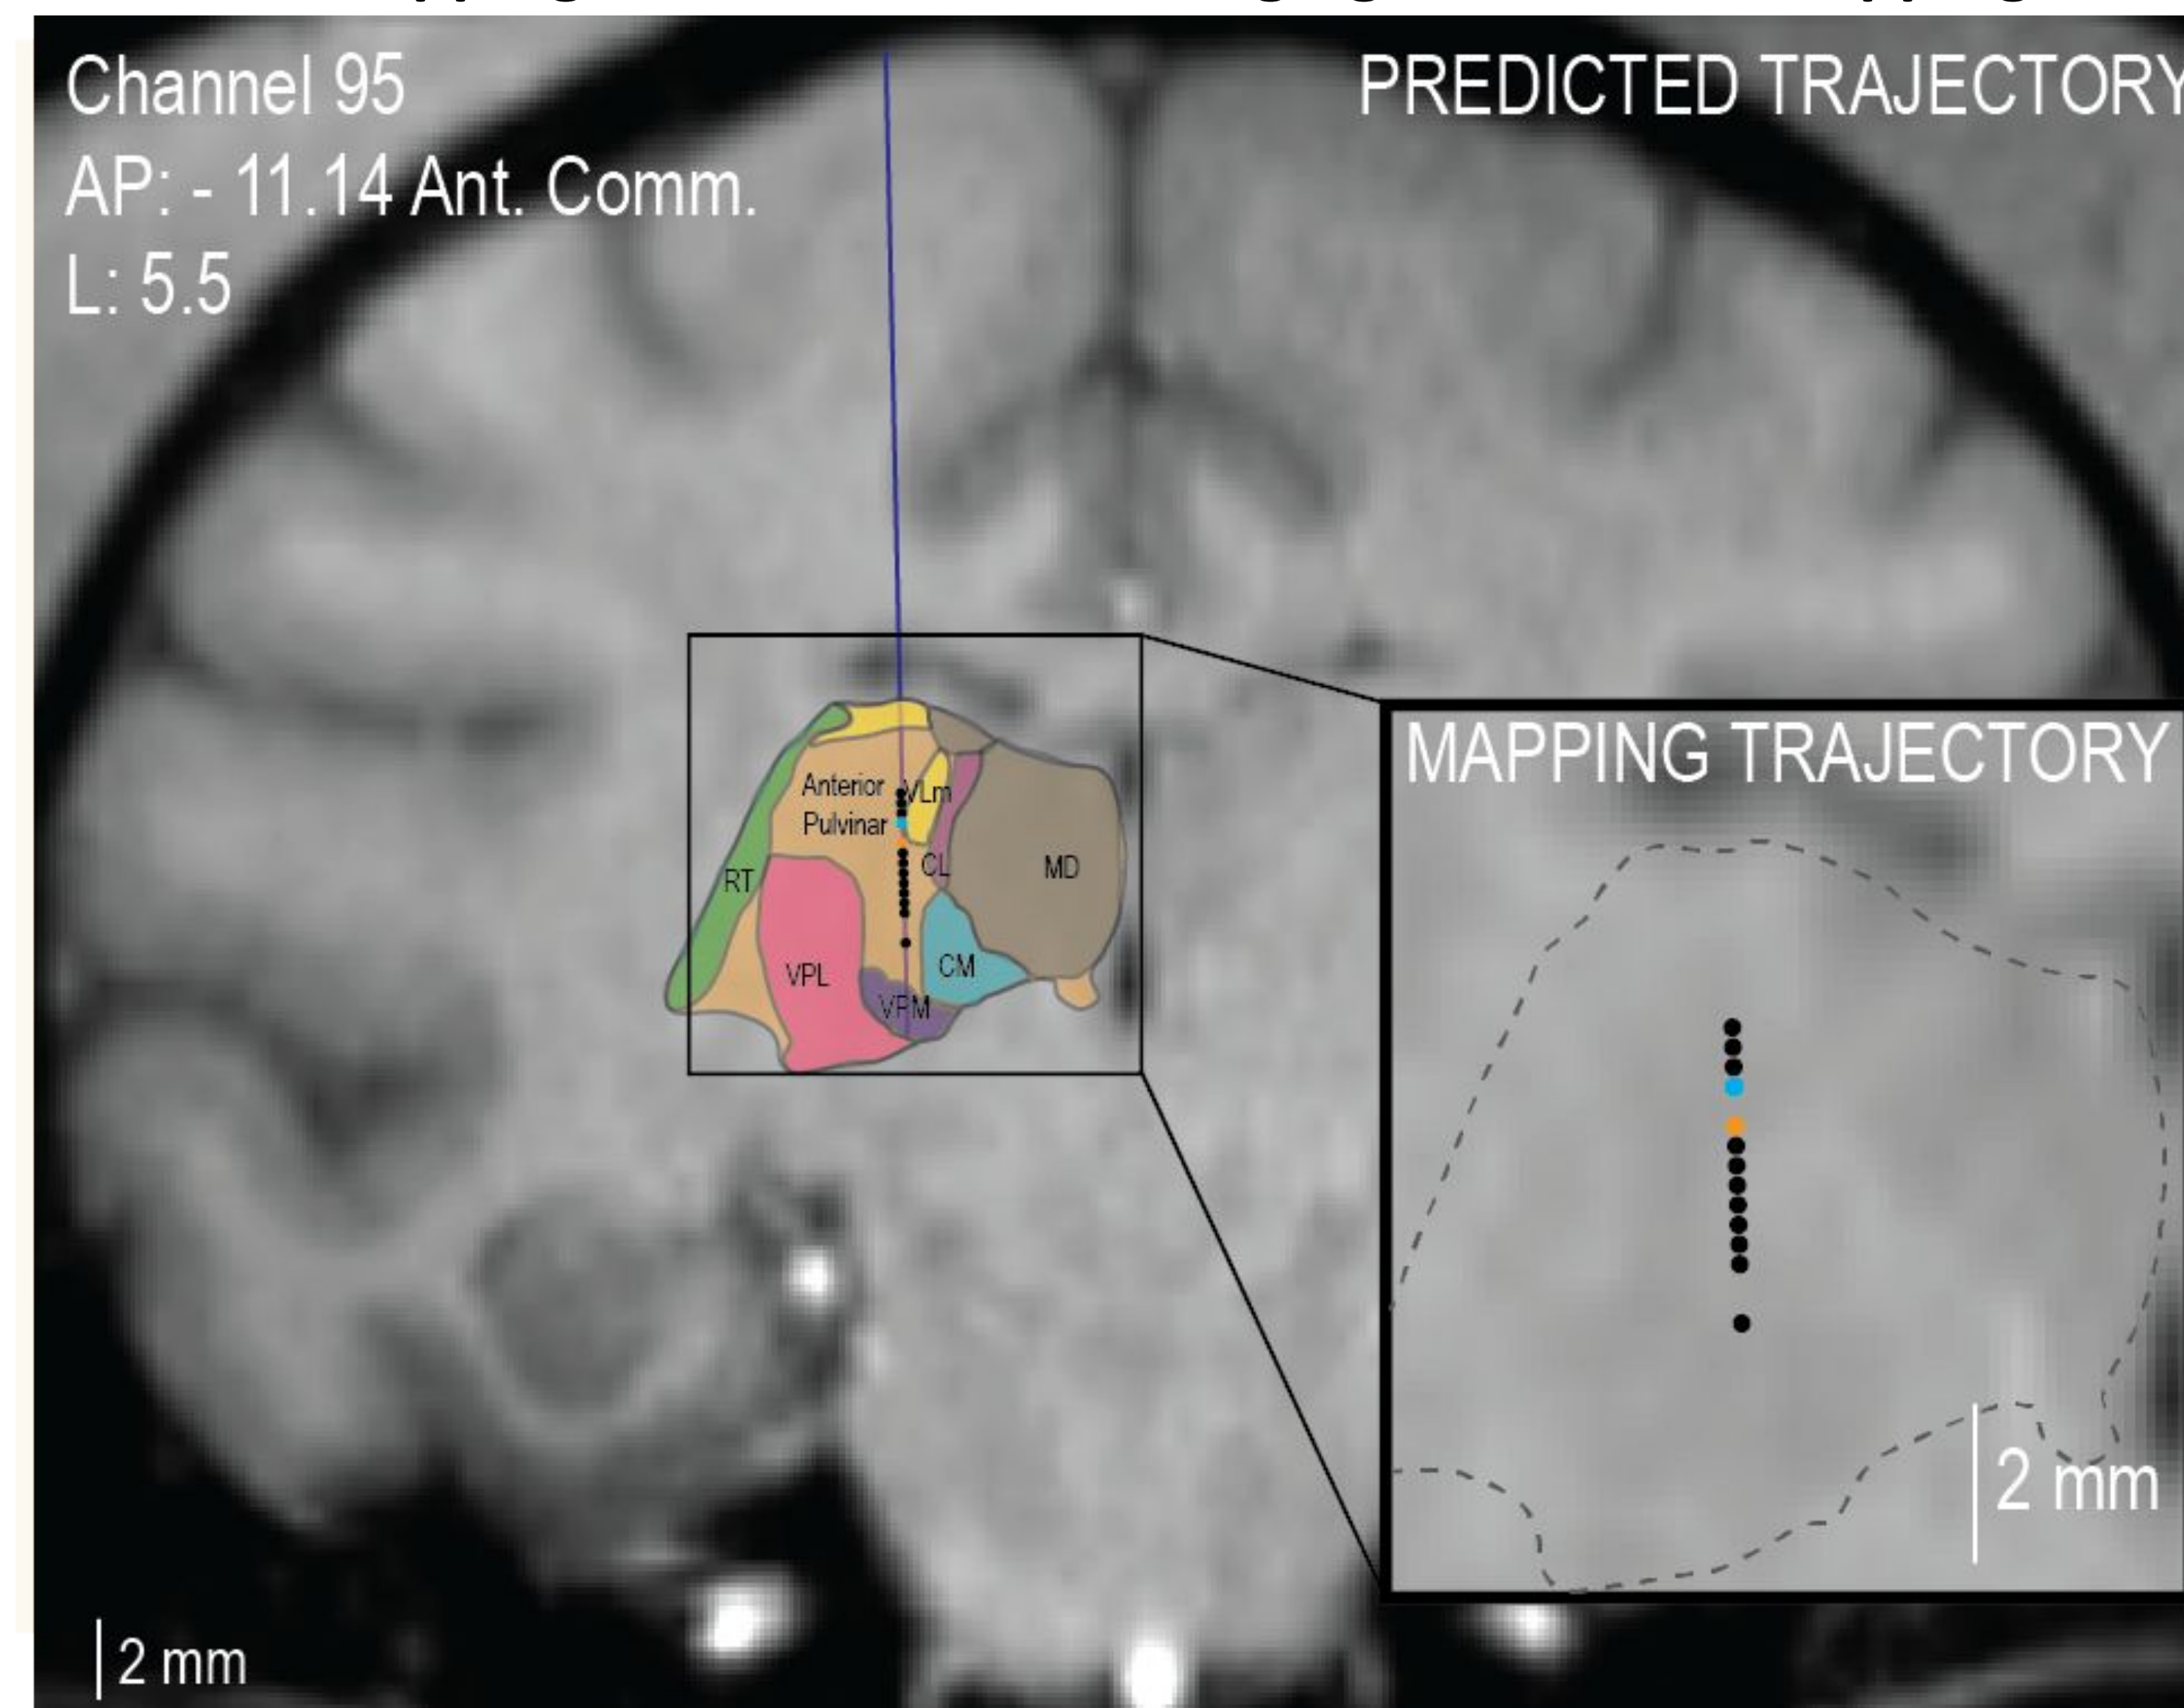 Channel 95
PREDICTED TRAJECTORY
AP: - 11.14 Ant. Comm.
L: 5.5
MAPPING TRAJECTORY
Anterior
VLm
Pulvinar
CL
MD
RT
CM
VPL
VPM
2 mm
2 mm